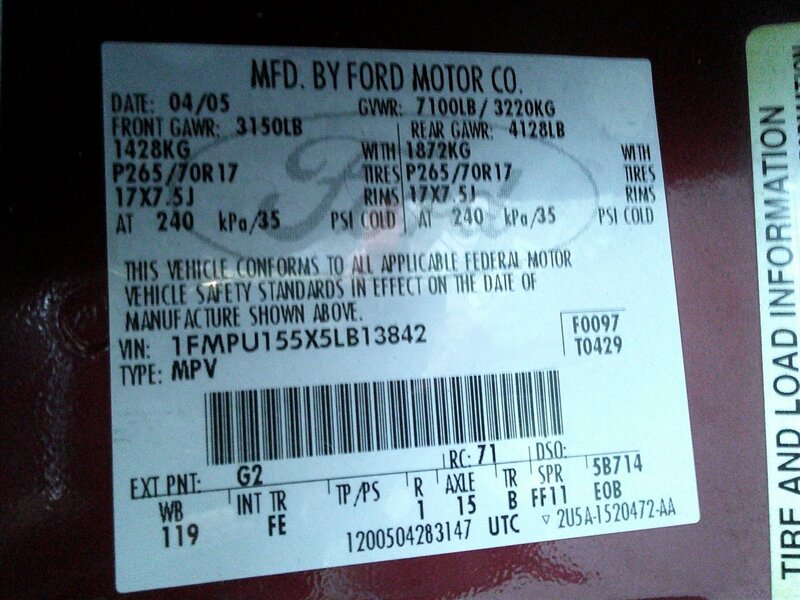 MFD. BY FORD MOTOR CO.
DATE: 04/05 GVWR: 7100LB/ 3220KG
FRONT GAWR: 3150LB REAR GAWR: 4128LB
1428KG WITH 1872KG WITH
P265/70R17 TIRES P265/70R17 TIRES
17X7.5J RIMS 17X7.5J RIMS
AT 240 kPa/35 PSI COLD AT 240 kPa/35 PSI COLD
Ford
THIS VEHICLE CONFORMS TO ALL APPLICABLE FEDERAL MOTOR
VEHICLE SAFETY STANDARDS IN EFFECT ON THE DATE OF
MANUFACTURE SHOWN ABOVE.
VIN: 1FMPU155X5LB13842 F0097
TYPE: MPV T0429
EXT PNT: G2 RC: 71 DSO:
WB INT TR TP/PS R AXLE TR SPR 5B714
119 FE 1 15 B FF11 EOB
1200504283147 UTC ▽ 2U5A-1520472-AA
TIRE AND LOAD INFORMATION